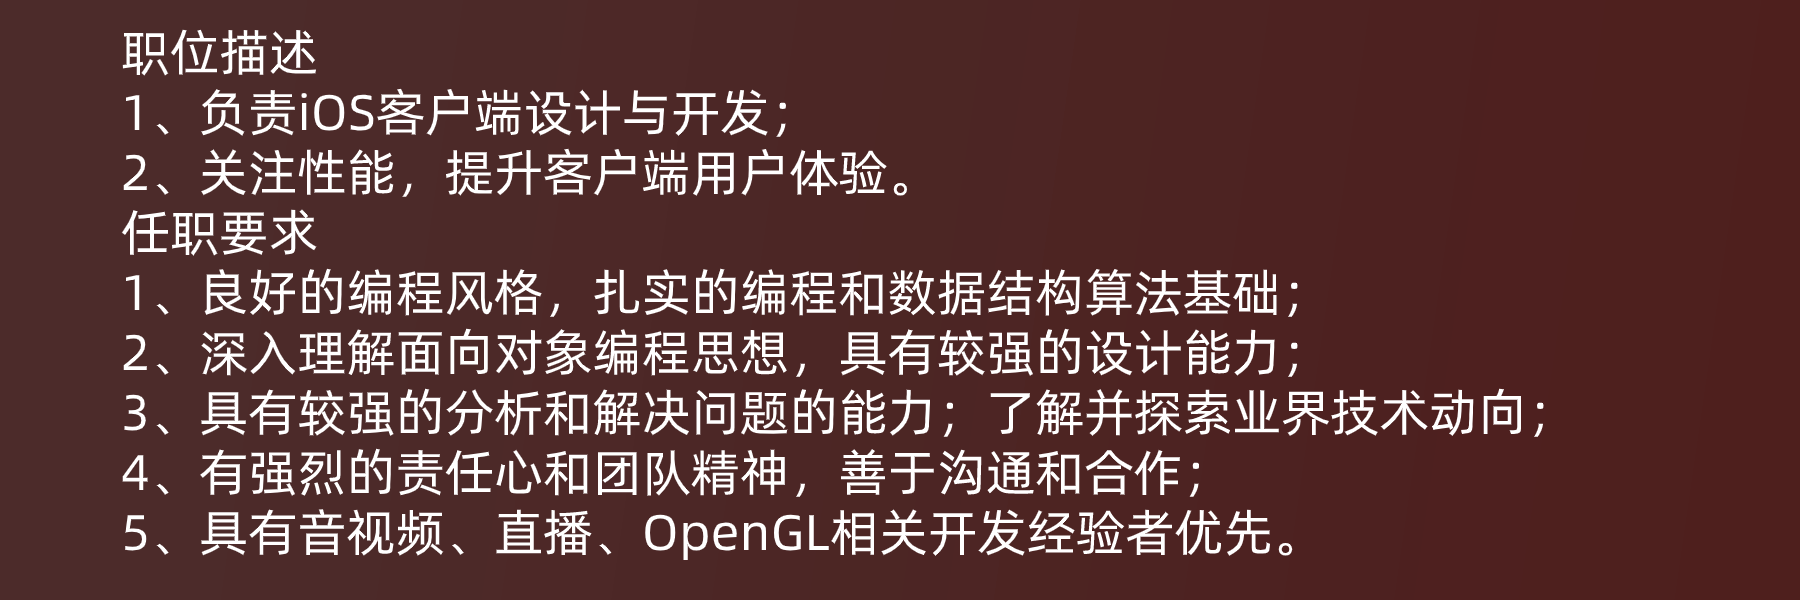 职位描述
1、负责iOS客户端设计与开发；
2、关注性能，提升客户端用户体验。
任职要求
1、良好的编程风格，扎实的编程和数据结构算法基础；
2、深入理解面向对象编程思想，具有较强的设计能力；
3、具有较强的分析和解决问题的能力；了解并探索业界技术动向；
4、有强烈的责任心和团队精神，善于沟通和合作；
5、具有音视频、直播、OpenGL相关开发经验者优先。